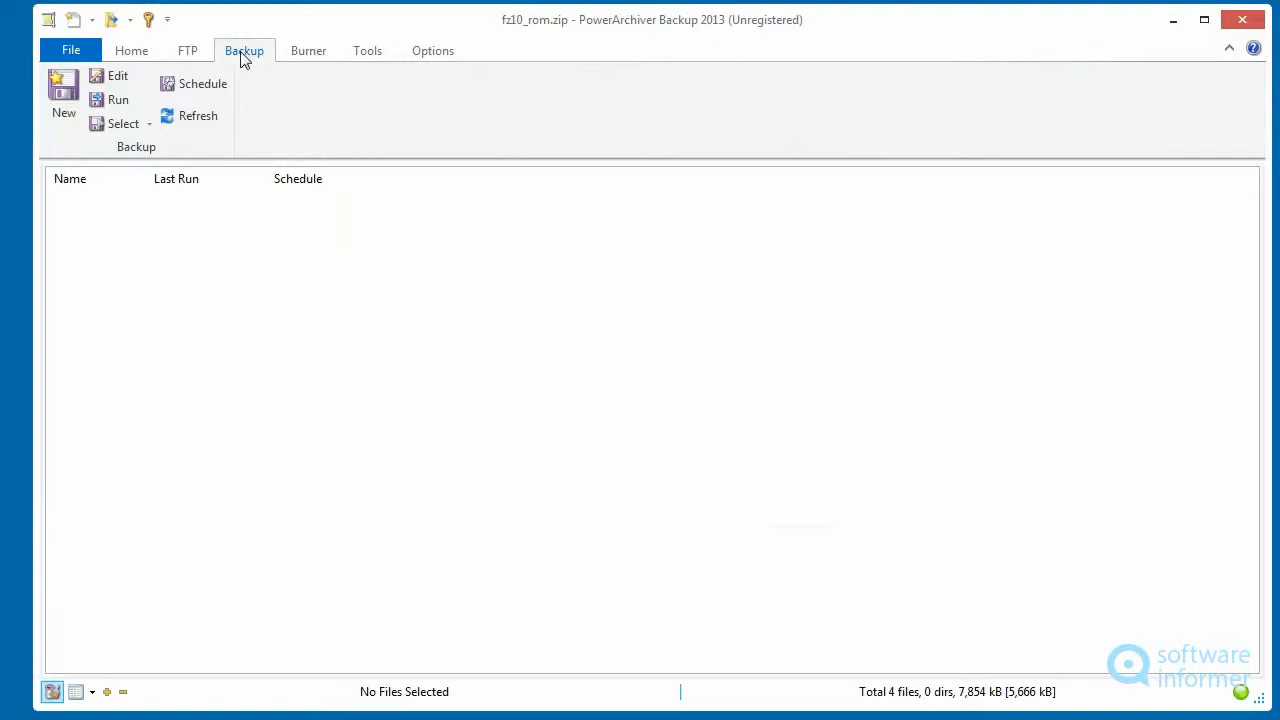 fz10_rom.zip - PowerArchiver Backup 2013 (Unregistered)
File Home FTP Backup Burner Tools Options
New Edit Run Select Schedule Refresh
Backup
Name Last Run Schedule
software
informer
No Files Selected Total 4 files, 0 dirs, 7,854 kB [5,666 kB]